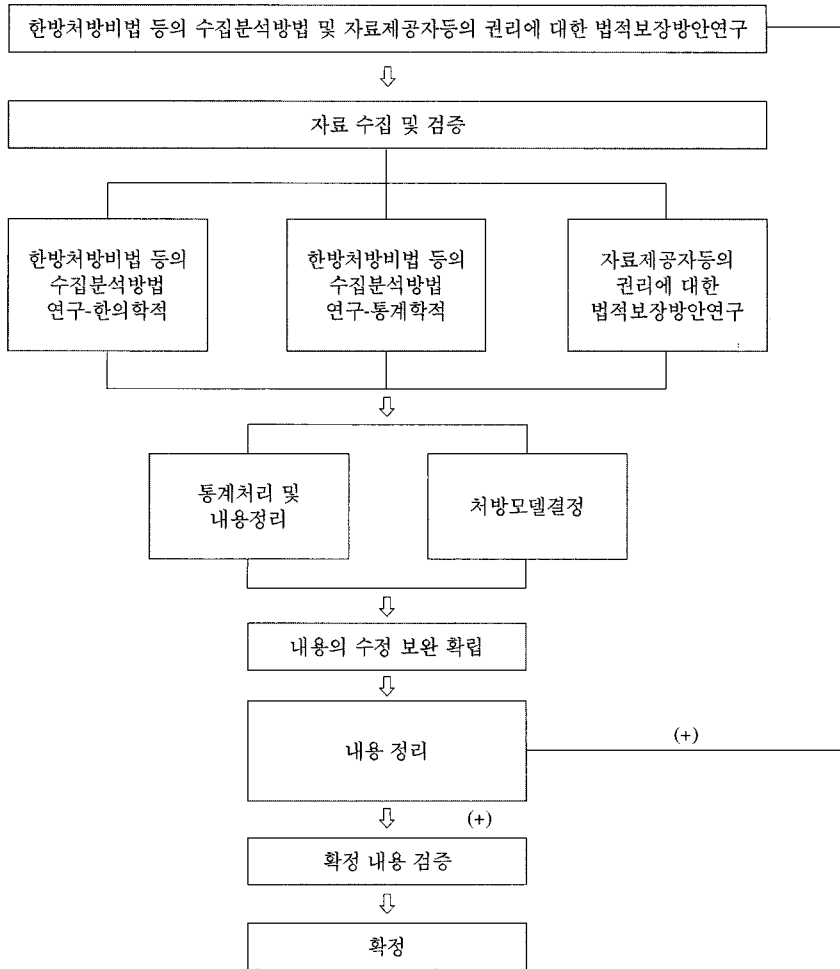 한방처방비법 등의 수집분석방법 및 자료제공자등의 권리에 대한 법적보장방안연구
자료 수집 및 검증
한방처방비법 등의
수집분석방법
연구-한의학적
한방처방비법 등의
수집분석방법
연구-통계학적
자료제공자등의
권리에 대한
법적보장방안연구
통계처리 및
내용정리
처방모델결정
내용의 수정 보완 확립
내용 정리
(+)
(+)
확정 내용 검증
확정